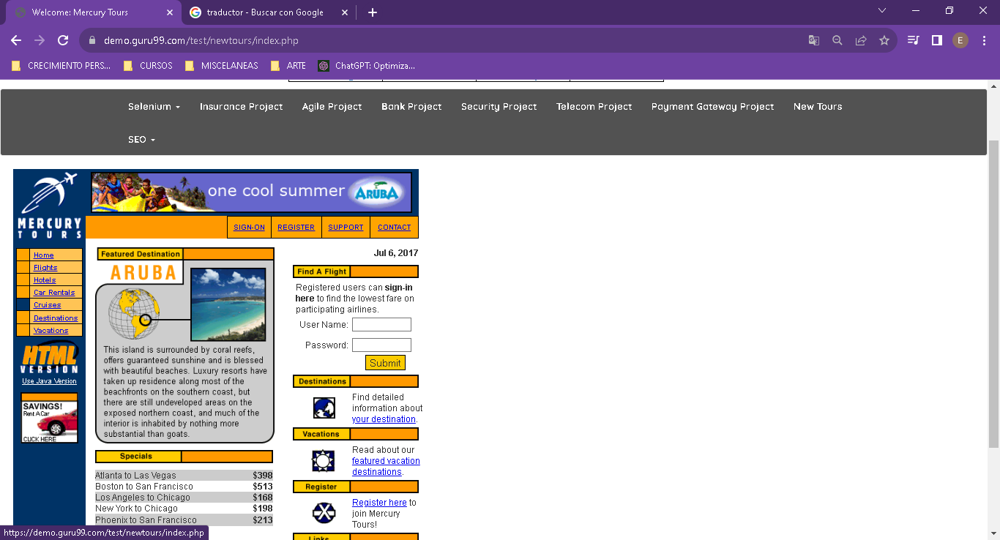 Welcome: Mercury Tours
traductor - Buscar con Google
demo.guru99.com/test/newtours/index.php
E
CRECIMIENTO PERS...
CURSOS
MISCELANEAS
ARTE
ChatGPT: Optimiza...
Selenium
Insurance Project
Agile Project
Bank Project
Security Project
Telecom Project
Payment Gateway Project
New Tours
SEO
MERCURY
TOURS
one cool summer
ARUBA
SIGN-ON
REGISTER
SUPPORT
CONTACT
Home
Flights
Hotels
Car Rentals
Cruises
Destinations
Vacations
HTML
VERSION
Use Java Version
SAVINGS!
Rent A Car
CLICK HERE
Featured Destination
ARUBA
This island is surrounded by coral reefs,
offers guaranteed sunshine and is blessed
with beautiful beaches. Luxury resorts have
taken up residence along most of the
beachfronts on the southern coast, but
there are still undeveloped areas on the
exposed northern coast, and much of the
interior is inhabited by nothing more
substantial than goats.
Specials
Atlanta to Las Vegas $398
Boston to San Francisco $513
Los Angeles to Chicago $168
New York to Chicago $198
Phoenix to San Francisco $213
Jul 6, 2017
Find A Flight
Registered users can sign-in
here to find the lowest fare on
participating airlines.
User Name:
Password:
Submit
Destinations
Find detailed
information about
your destination.
Vacations
Read about our
featured vacation
destinations.
Register
Register here to
join Mercury
Tours!
Links
https://demo.guru99.com/test/newtours/index.php